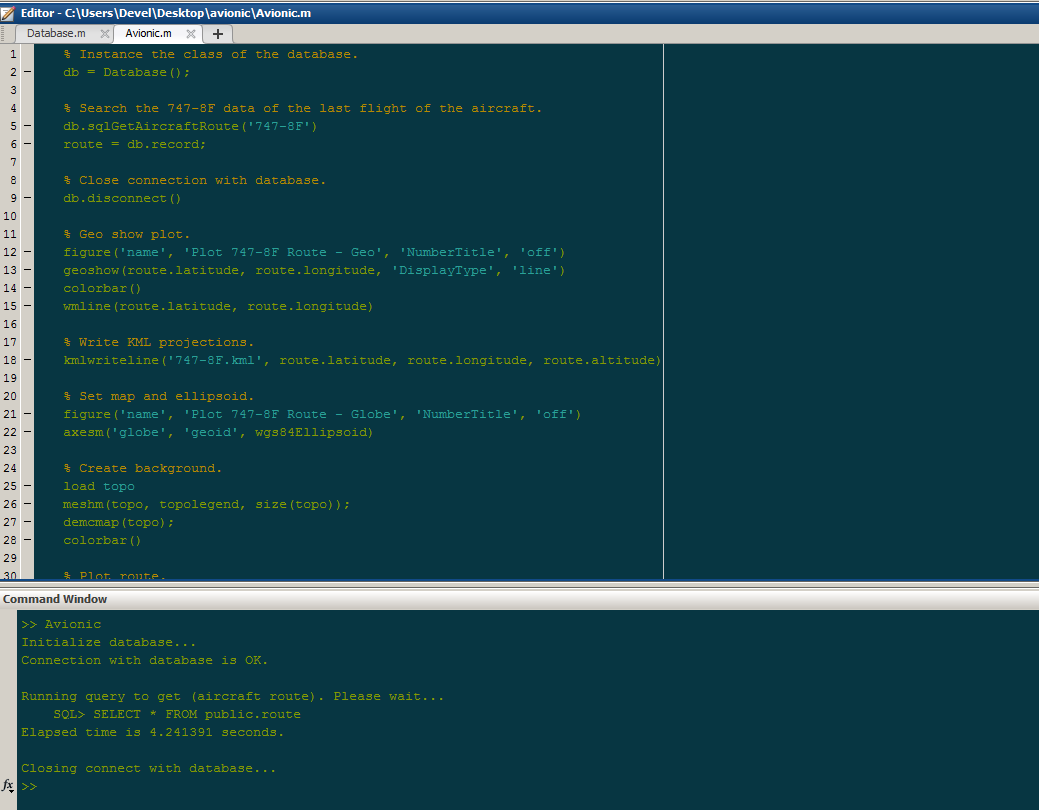 Editor - C:\Users\Devel\Desktop\avionic\Avionic.m
Database.m Avionic.m +
1 % Instance the class of the database.
2 - db = Database();
3
4 % Search the 747-8F data of the last flight of the aircraft.
5 - db.sqlGetAircraftRoute('747-8F')
6 - route = db.record;
7
8 % Close connection with database.
9 - db.disconnect()
10
11 % Geo show plot.
12 - figure('name', 'Plot 747-8F Route - Geo', 'NumberTitle', 'off')
13 - geoshow(route.latitude, route.longitude, 'DisplayType', 'line')
14 - colorbar()
15 - wmline(route.latitude, route.longitude)
16
17 % Write KML projections.
18 - kmlwriteline('747-8F.kml', route.latitude, route.longitude, route.altitude)
19
20 % Set map and ellipsoid.
21 - figure('name', 'Plot 747-8F Route - Globe', 'NumberTitle', 'off')
22 - axesm('globe', 'geoid', wgs84Ellipsoid)
23
24 % Create background.
25 - load topo
26 - meshm(topo, topolegend, size(topo));
27 - demcmap(topo);
28 - colorbar()
29
30 % Plot route.
Command Window
>> Avionic
Initialize database...
Connection with database is OK.
Running query to get (aircraft route). Please wait...
SQL> SELECT * FROM public.route
Elapsed time is 4.241391 seconds.
Closing connect with database...
fx >>